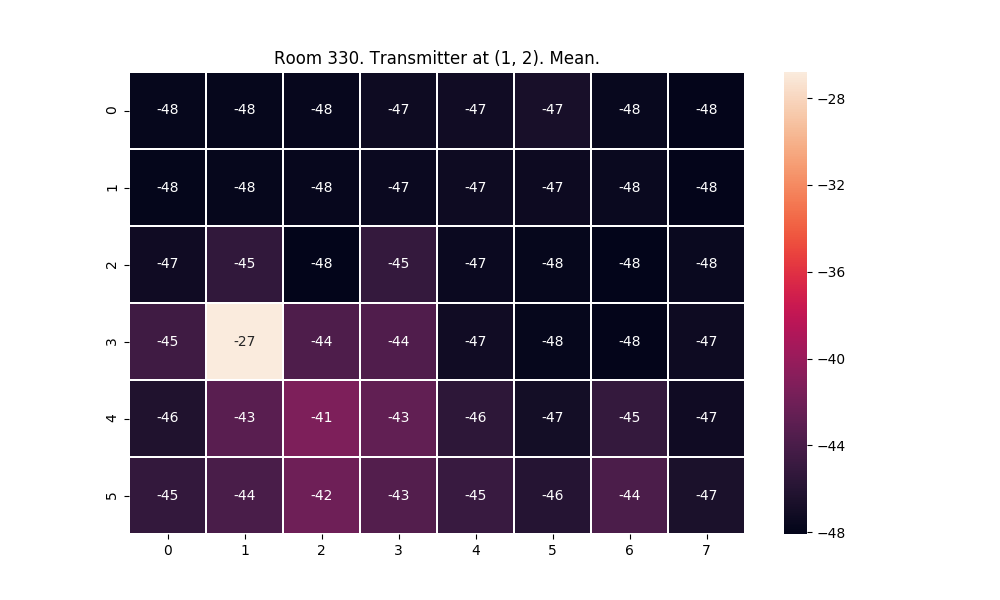 Room 330. Transmitter at (1, 2). Mean.
0 -48 -48 -48 -47 -47 -47 -48 -48
1 -48 -48 -48 -47 -47 -47 -48 -48
2 -47 -45 -48 -45 -47 -48 -48 -48
3 -45 -27 -44 -44 -47 -48 -48 -47
4 -46 -43 -41 -43 -46 -47 -45 -47
5 -45 -44 -42 -43 -45 -46 -44 -47
0 1 2 3 4 5 6 7
−28
−32
−36
−40
−44
−48